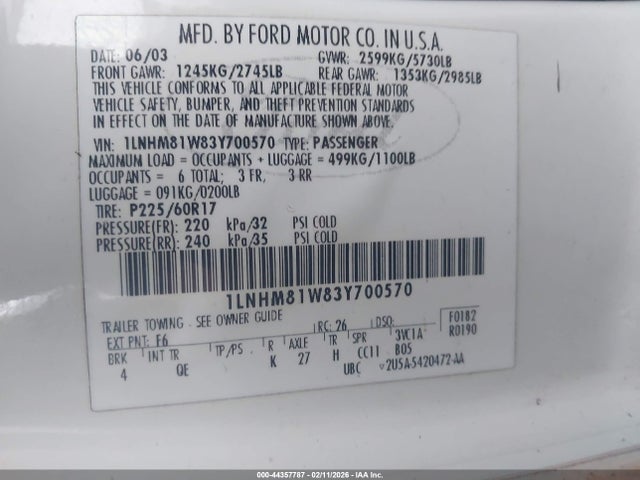 MFD. BY FORD MOTOR CO. IN U.S.A.
DATE: 06/03 GVWR: 2599KG/5730LB
FRONT GAWR: 1245KG/2745LB REAR GAWR: 1353KG/2985LB
THIS VEHICLE CONFORMS TO ALL APPLICABLE FEDERAL MOTOR
VEHICLE SAFETY, BUMPER, AND THEFT PREVENTION STANDARDS
IN EFFECT ON THE DATE OF MANUFACTURE SHOWN ABOVE.
VIN: 1LNHM81W83Y700570 TYPE: PASSENGER
MAXIMUM LOAD = OCCUPANTS + LUGGAGE = 499KG/1100LB
OCCUPANTS = 6 TOTAL; 3 FR, 3 RR
LUGGAGE = 091KG/0200LB
TIRE: P225/60R17
PRESSURE(FR): 220 kPa/32 PSI COLD
PRESSURE(RR): 240 kPa/35 PSI COLD
1LNHM81W83Y700570
TRAILER TOWING - SEE OWNER GUIDE
EXT PNT: F6 RC: 26 DSO: F0182
BRK INT TR TP/PS R AXLE TR SPR 3VC1A R0190
4 QE K 27 H CC11 B05
UBC 2U5A-5420472-AA
000-44357787 - 02/11/2026 - IAAI.COM